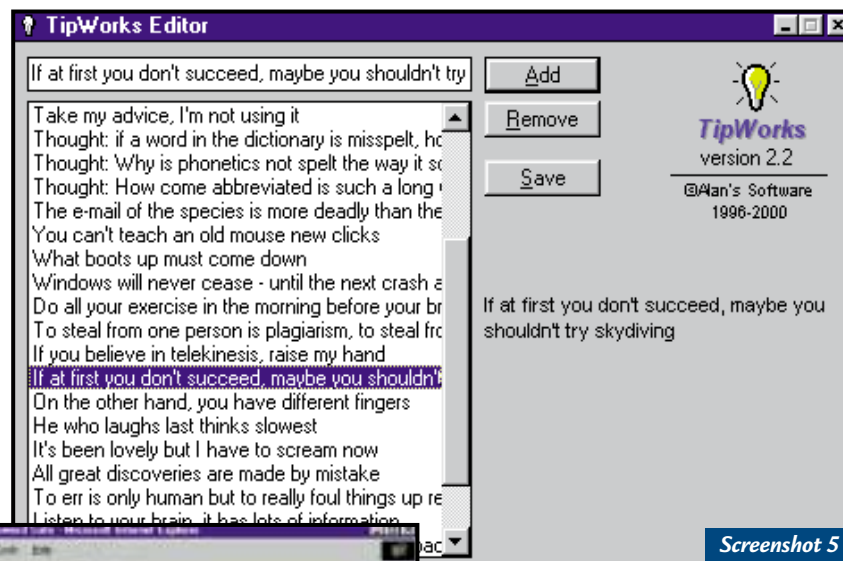 TipWorks Editor
If at first you don't succeed, maybe you shouldn't try
Add
Take my advice, I'm not using it
Thought: if a word in the dictionary is misspelt,
Thought: Why is phonetics not spelt the way it
Thought: How come abbreviated is such a long
The e-mail of the species is more deadly than the
You can't teach an old mouse new clicks
What boots up must come down
Windows will never cease - until the next crash
Do all your exercise in the morning before your
To steal from one person is plagiarism, to steal
If you believe in telekinesis, raise my hand
If at first you don't succeed, maybe you shouldn't
On the other hand, you have different fingers
He who laughs last thinks slowest
It's been lovely but I have to scream now
All great discoveries are made by mistake
To err is only human but to really foul things up
Listen to your brain, it has lots of information
Remove
Save
TipWorks
version 2.2
©Alan's Software
1996-2000
If at first you don't succeed, maybe you
shouldn't try skydiving
Screenshot 5